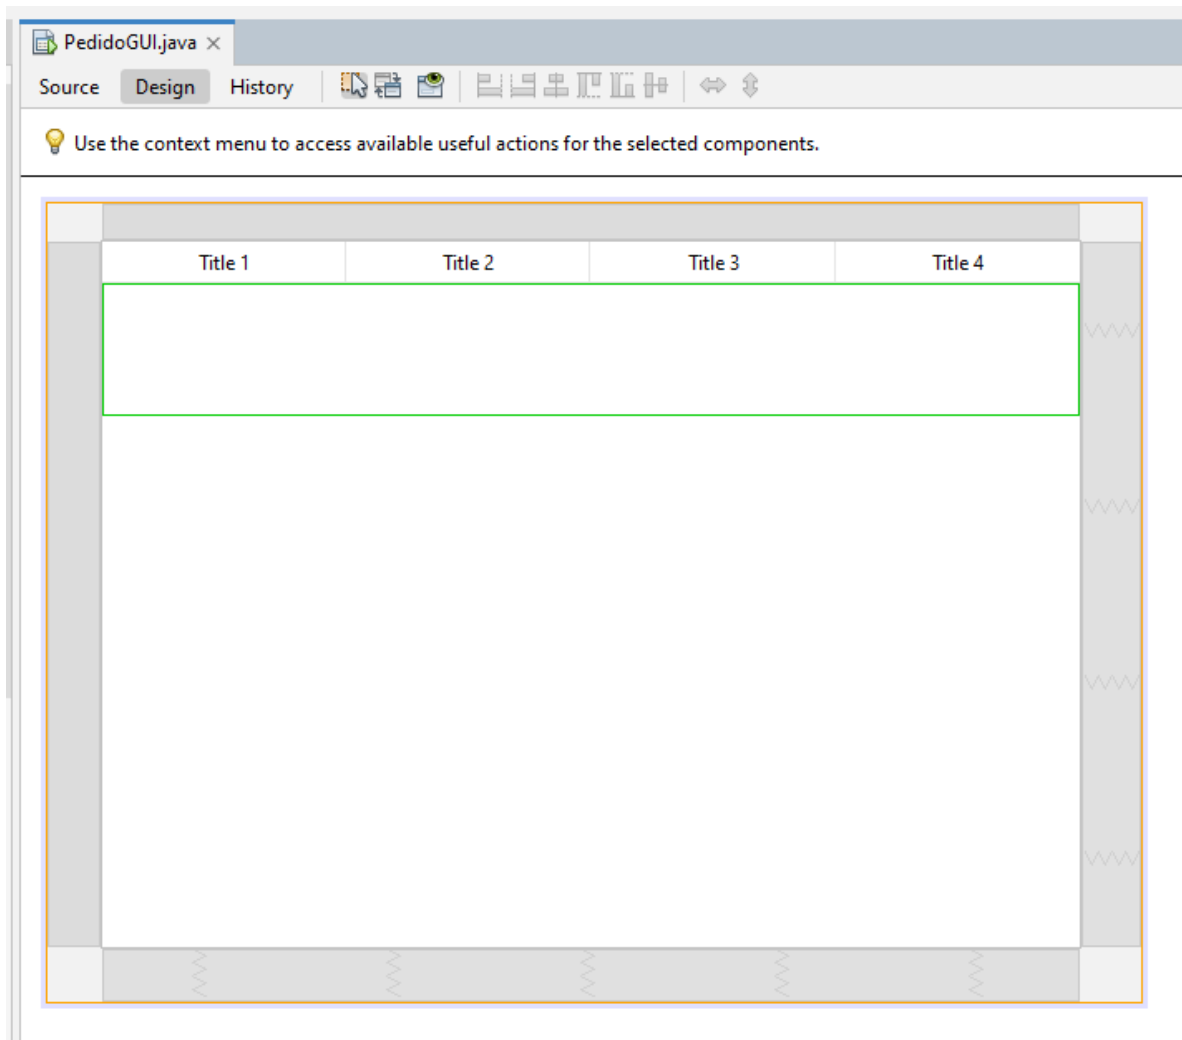 PedidoGUI.java
Source Design History
Use the context menu to access available useful actions for the selected components.
Title 1 Title 2 Title 3 Title 4